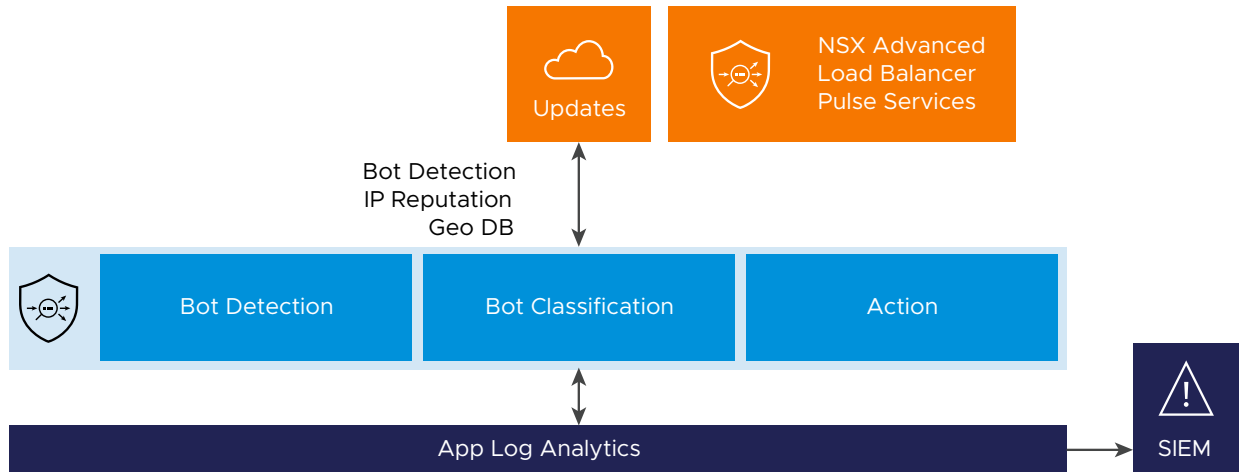 Updates
NSX Advanced
Load Balancer
Pulse Services
Bot Detection
IP Reputation
Geo DB
Bot Detection
Bot Classification
Action
App Log Analytics
!
SIEM